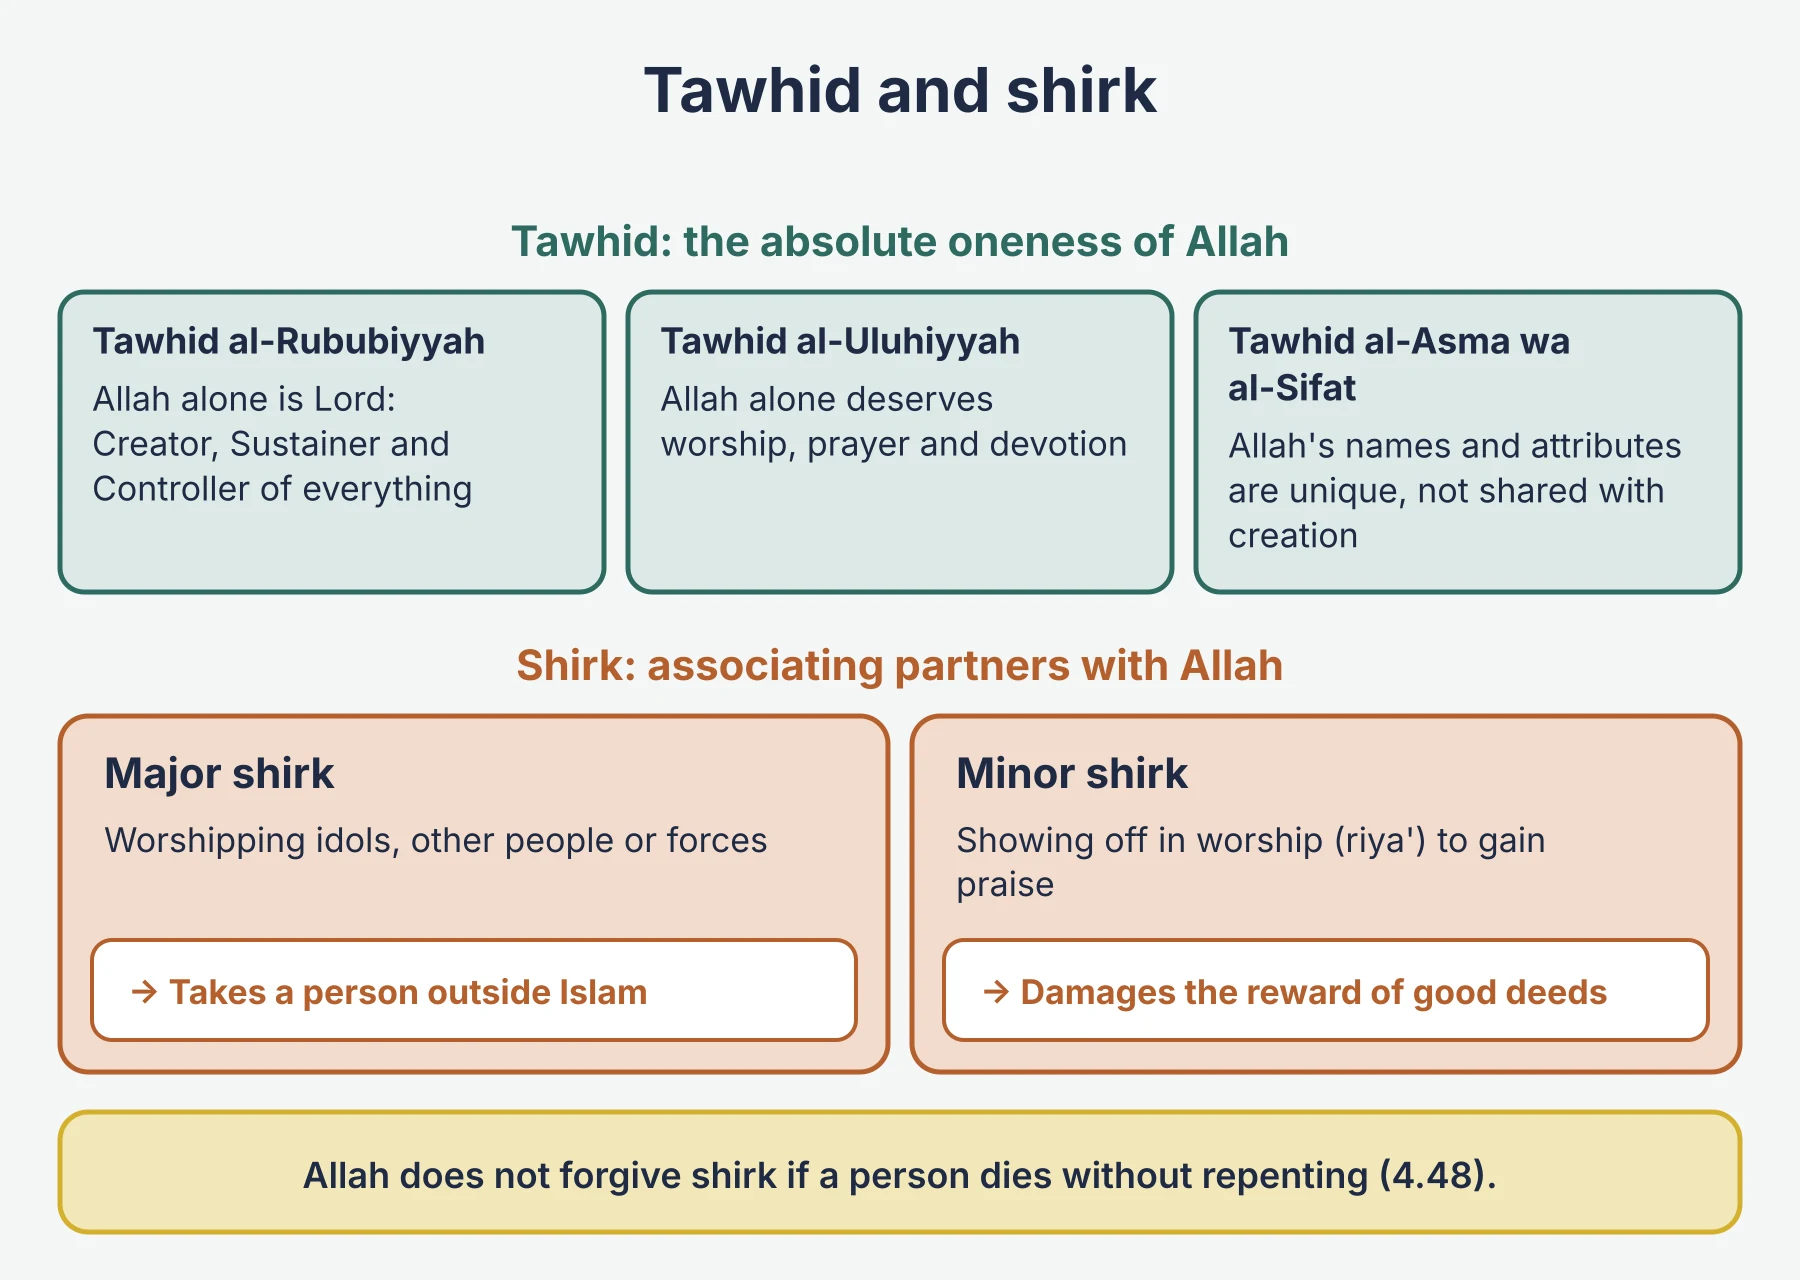 Tawhid and shirk
Tawhid: the absolute oneness of Allah
Tawhid al-Rububiyyah
Allah alone is Lord:
Creator, Sustainer and
Controller of everything
Tawhid al-Uluhiyyah
Allah alone deserves
worship, prayer and devotion
Tawhid al-Asma wa
al-Sifat
Allah's names and attributes
are unique, not shared with
creation
Shirk: associating partners with Allah
Major shirk
Worshipping idols, other people or forces
→ Takes a person outside Islam
Minor shirk
Showing off in worship (riya') to gain
praise
→ Damages the reward of good deeds
Allah does not forgive shirk if a person dies without repenting (4.48).